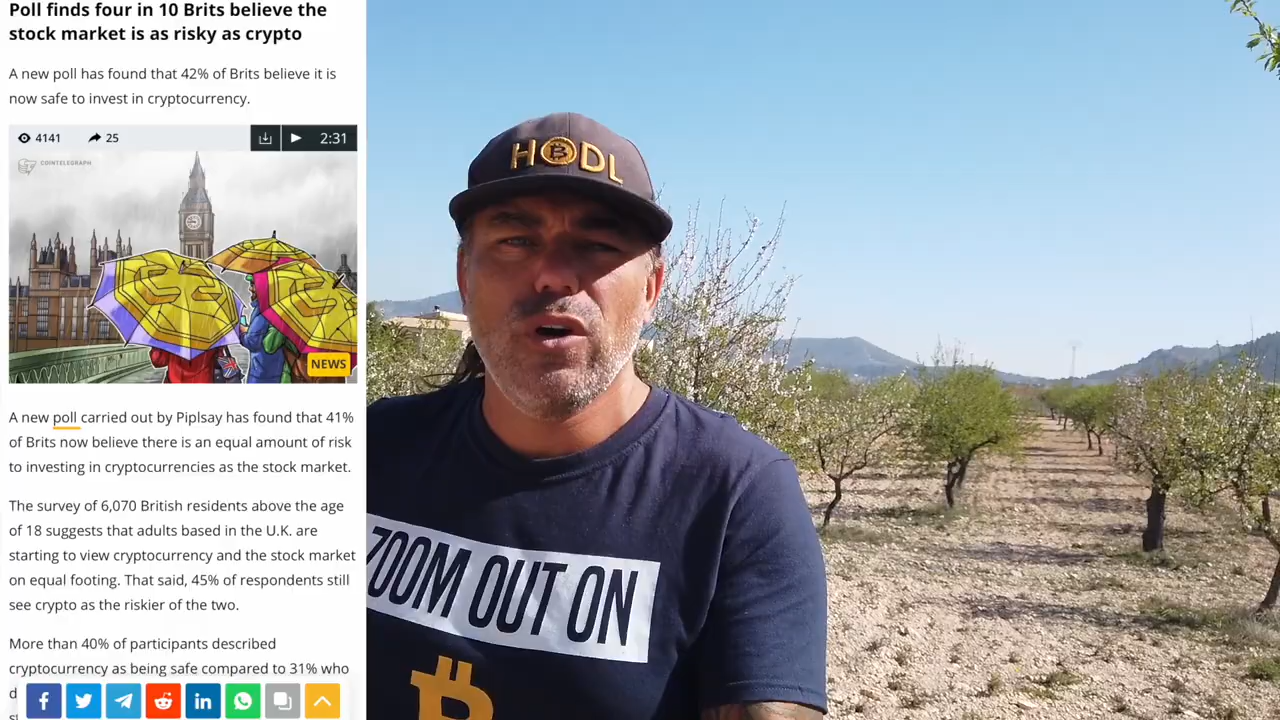 Poll finds four in 10 Brits believe the
stock market is as risky as crypto
A new poll has found that 42% of Brits believe it is
now safe to invest in cryptocurrency.
4141
25
2:31
COINTELEGRAPH
NEWS
A new poll carried out by Piplsay has found that 41%
of Brits now believe there is an equal amount of risk
to investing in cryptocurrencies as the stock market.
The survey of 6,070 British residents above the age
of 18 suggests that adults based in the U.K. are
starting to view cryptocurrency and the stock market
on equal footing. That said, 45% of respondents still
see crypto as the riskier of the two.
More than 40% of participants described
cryptocurrency as being safe compared to 31% who
HODL
ZOOM OUT ON